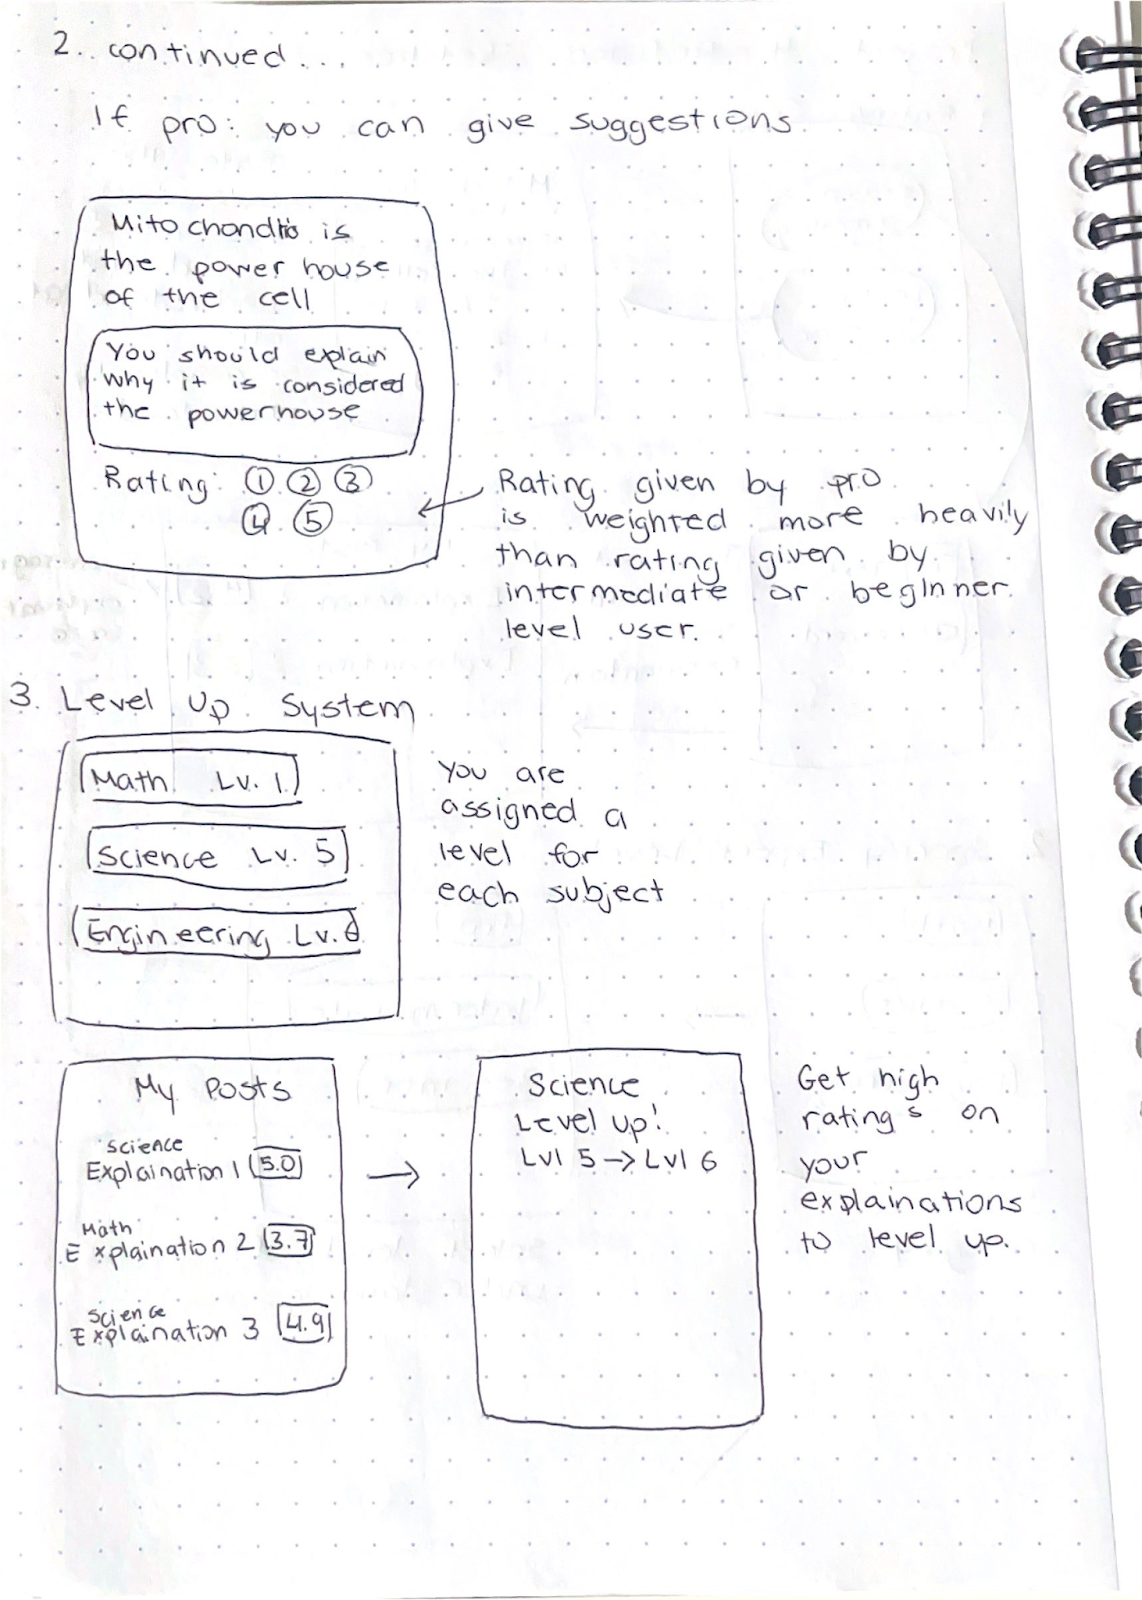 2. continued...
If pro: you can give suggestions
Mitochondria is
the power house
of the cell
You should explain
why it is considered
the powerhouse
Rating: 1 2 3
4 5
Rating given by pro
is weighted more heavily
than rating given by
intermediate or beginner
level user.
3. Level Up System
Math Lv. 1
Science Lv. 5
Engineering Lv.
You are
assigned a
level for
each subject
My Posts
Science
Explaination 1 5.0
Math
Explaination 2 3.7
Science
Explaination 3 4.9
→
Science
Level up!
Lvl 5 → Lvl 6
Get high
ratings on
your
explainations
to level up.